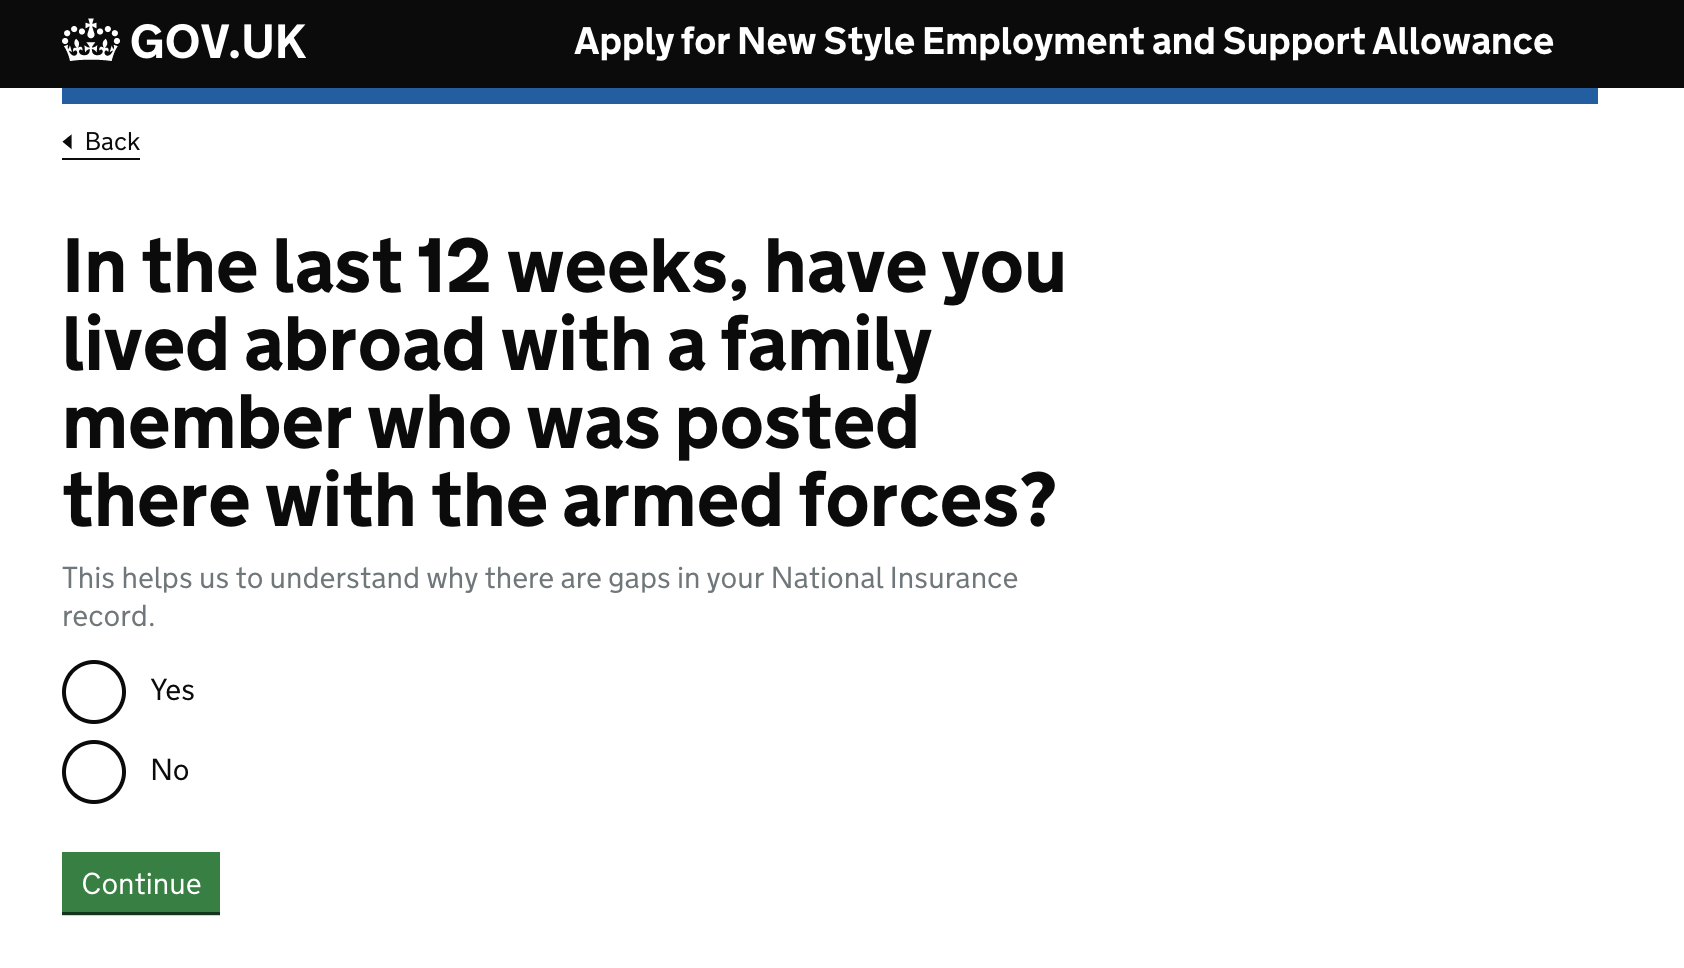 GOV.UK
Apply for New Style Employment and Support Allowance
Back
In the last 12 weeks, have you
lived abroad with a family
member who was posted
there with the armed forces?
This helps us to understand why there are gaps in your National Insurance
record.
Yes
No
Continue